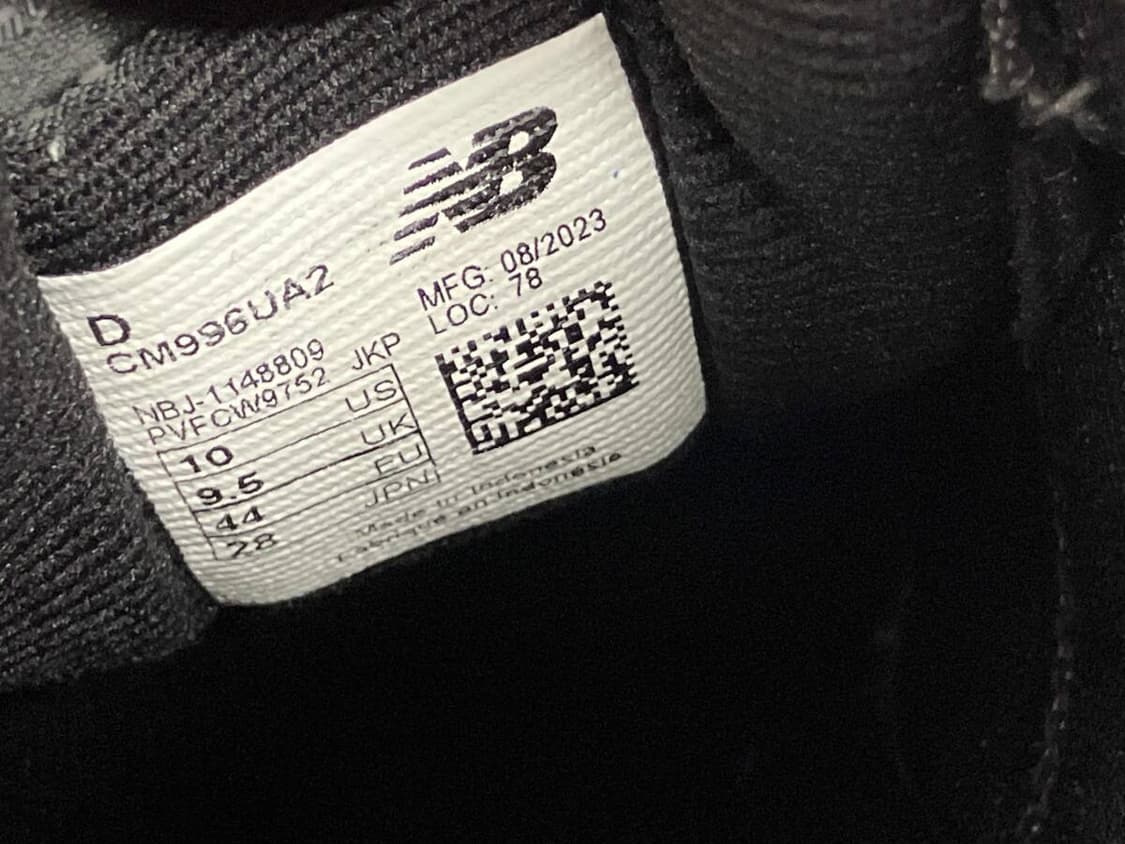 NB
MFG: 08/2023
LOC: 78
D
CM996UA2
NBJ-1148809
PVFCW9752 JKP
10 US
9.5 UK
44 EU
28 JPN
Made in Indonesia
Fabriqué en Indonésie